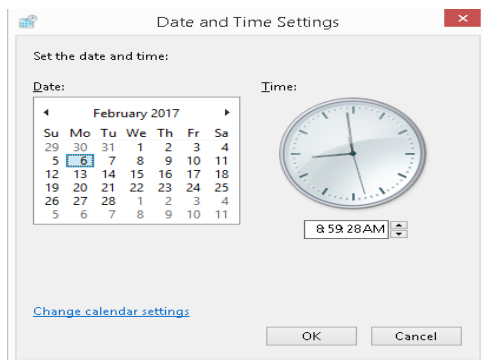 Date and Time Settings
Set the date and time:
Date: Time:
February 2017
Su Mo Tu We Th Fr Sa
29 30 31 1 2 3 4
5 6 7 8 9 10 11
12 13 14 15 16 17 18
19 20 21 22 23 24 25
26 27 28 1 2 3 4
5 6 7 8 9 10 11
8:59:28 AM
Change calendar settings
OK Cancel